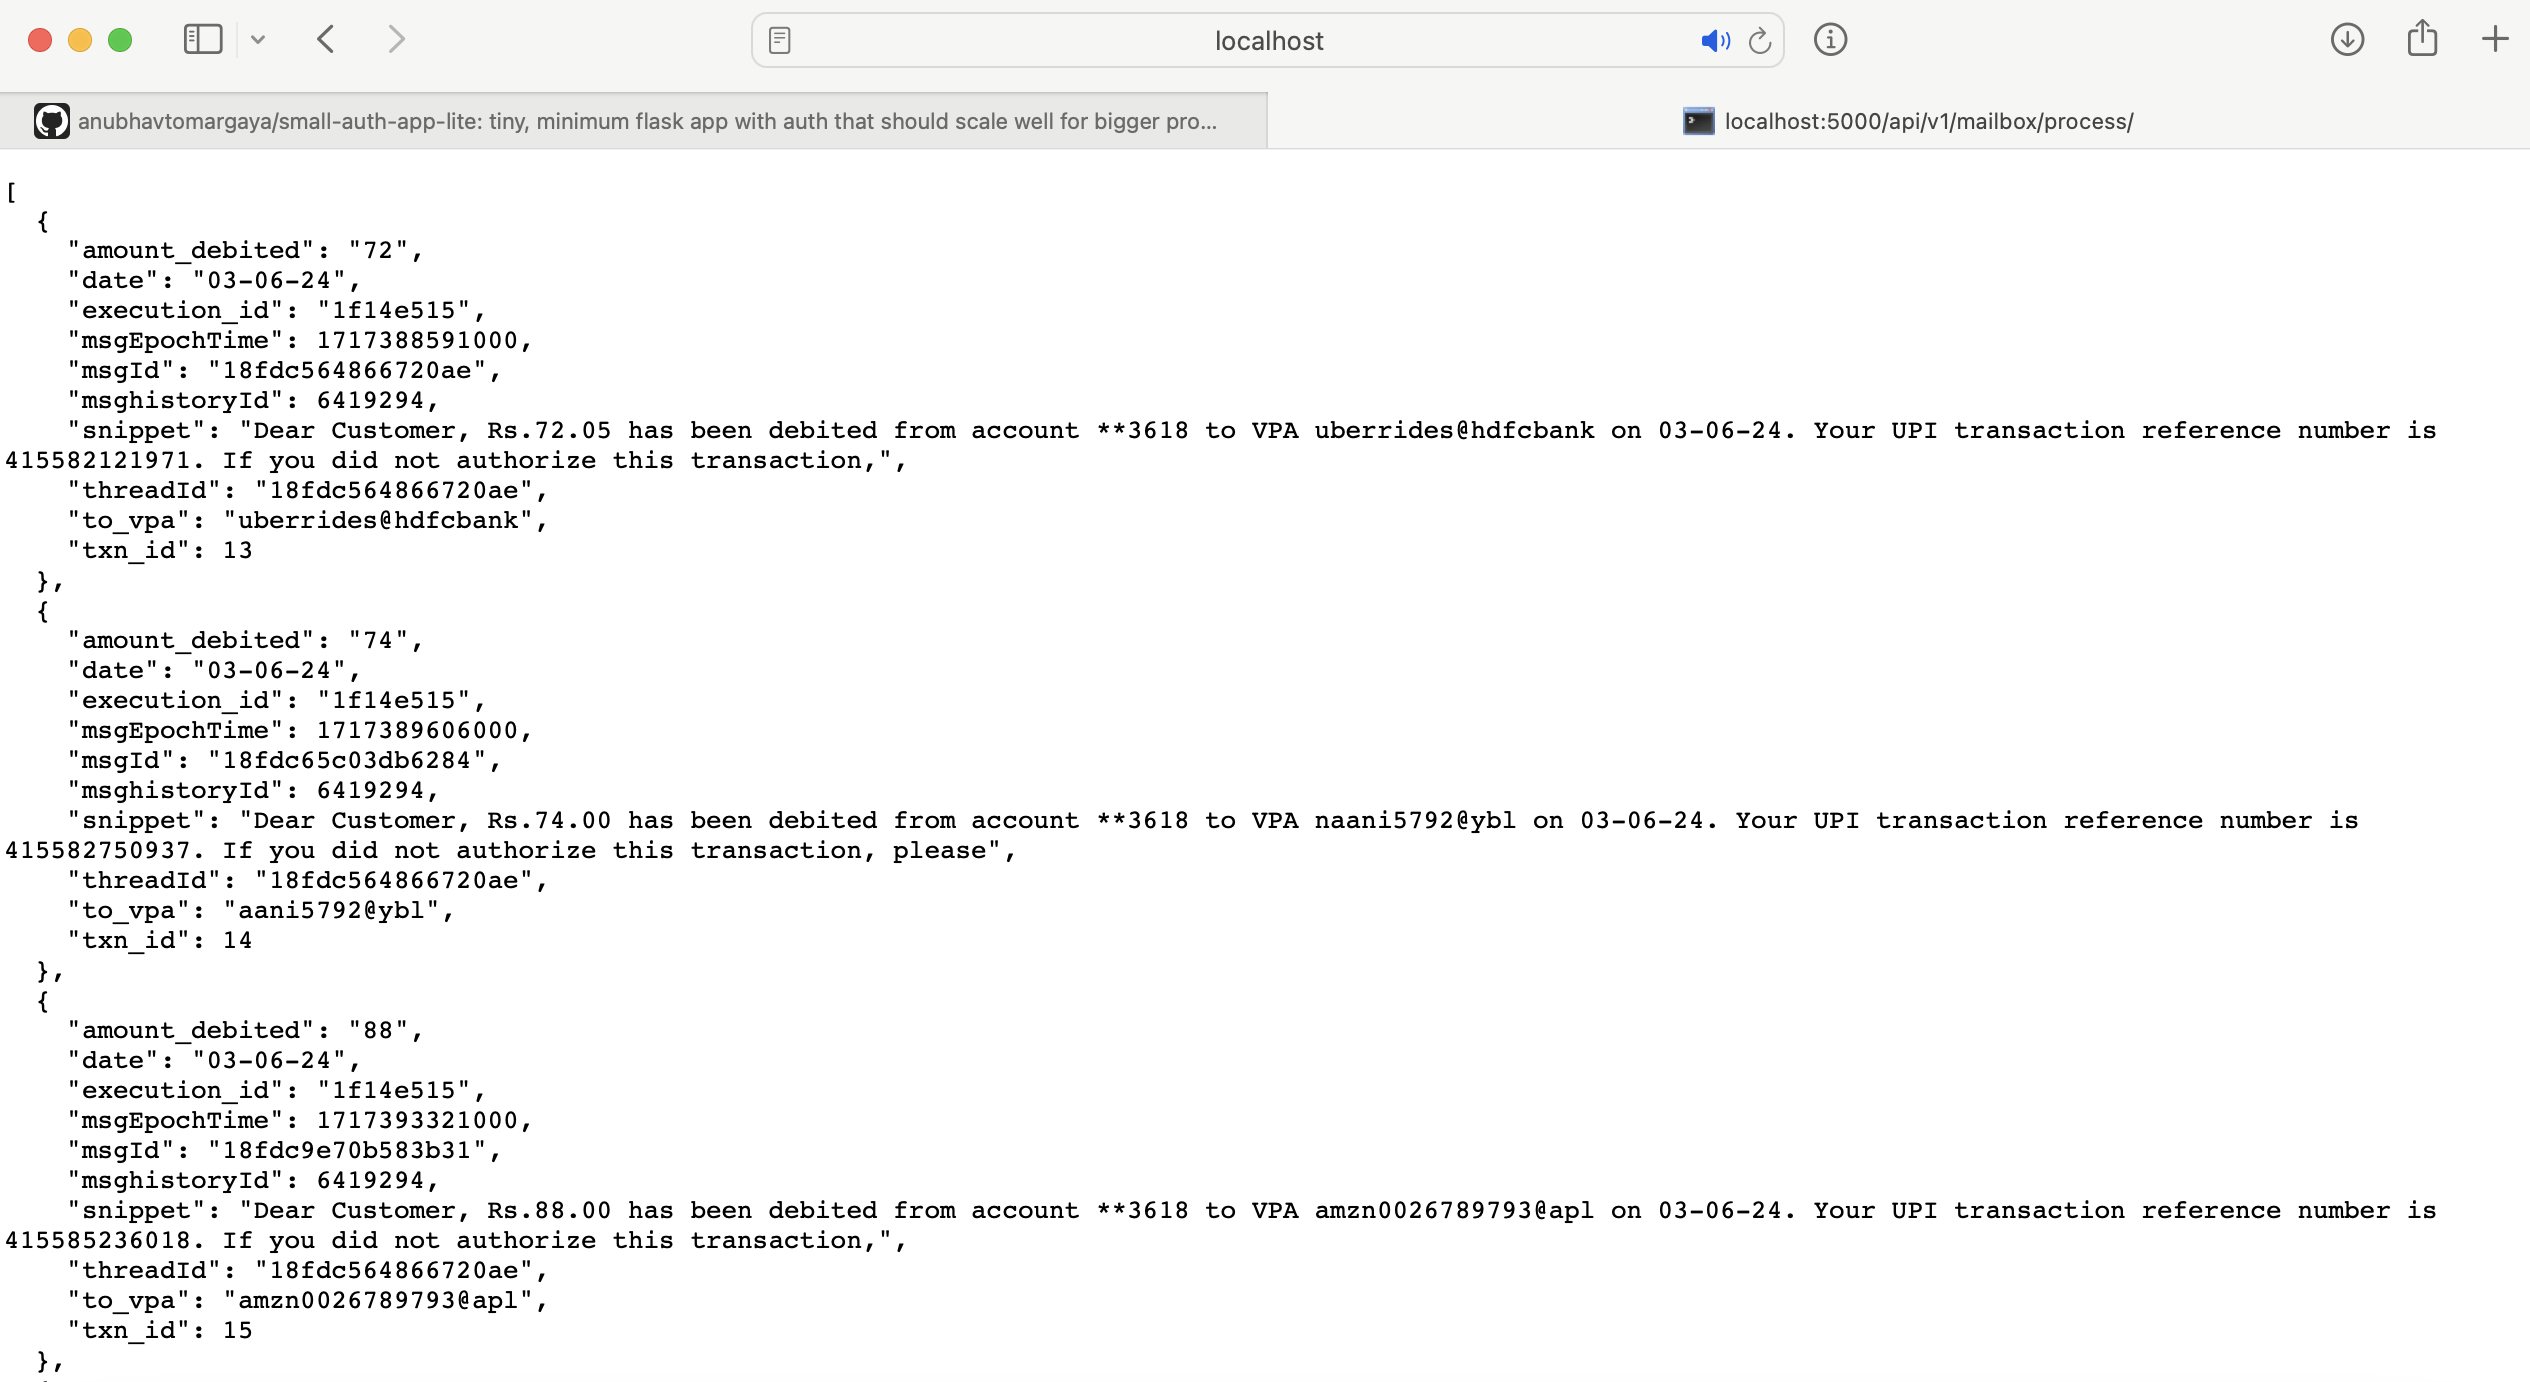 localhost
anubhavtomargaya/small-auth-app-lite: tiny, minimum flask app with auth that should scale well for bigger pro...
localhost:5000/api/v1/mailbox/process/
[
  {
    "amount_debited": "72",
    "date": "03-06-24",
    "execution_id": "1f14e515",
    "msgEpochTime": 1717388591000,
    "msgId": "18fdc564866720ae",
    "msghistoryId": 6419294,
    "snippet": "Dear Customer, Rs.72.05 has been debited from account **3618 to VPA uberrides@hdfcbank on 03-06-24. Your UPI transaction reference number is
415582121971. If you did not authorize this transaction,",
    "threadId": "18fdc564866720ae",
    "to_vpa": "uberrides@hdfcbank",
    "txn_id": 13
  },
  {
    "amount_debited": "74",
    "date": "03-06-24",
    "execution_id": "1f14e515",
    "msgEpochTime": 1717389606000,
    "msgId": "18fdc65c03db6284",
    "msghistoryId": 6419294,
    "snippet": "Dear Customer, Rs.74.00 has been debited from account **3618 to VPA naani5792@ybl on 03-06-24. Your UPI transaction reference number is
415582750937. If you did not authorize this transaction, please",
    "threadId": "18fdc564866720ae",
    "to_vpa": "aani5792@ybl",
    "txn_id": 14
  },
  {
    "amount_debited": "88",
    "date": "03-06-24",
    "execution_id": "1f14e515",
    "msgEpochTime": 1717393321000,
    "msgId": "18fdc9e70b583b31",
    "msghistoryId": 6419294,
    "snippet": "Dear Customer, Rs.88.00 has been debited from account **3618 to VPA amzn0026789793@apl on 03-06-24. Your UPI transaction reference number is
415585236018. If you did not authorize this transaction,",
    "threadId": "18fdc564866720ae",
    "to_vpa": "amzn0026789793@apl",
    "txn_id": 15
  },